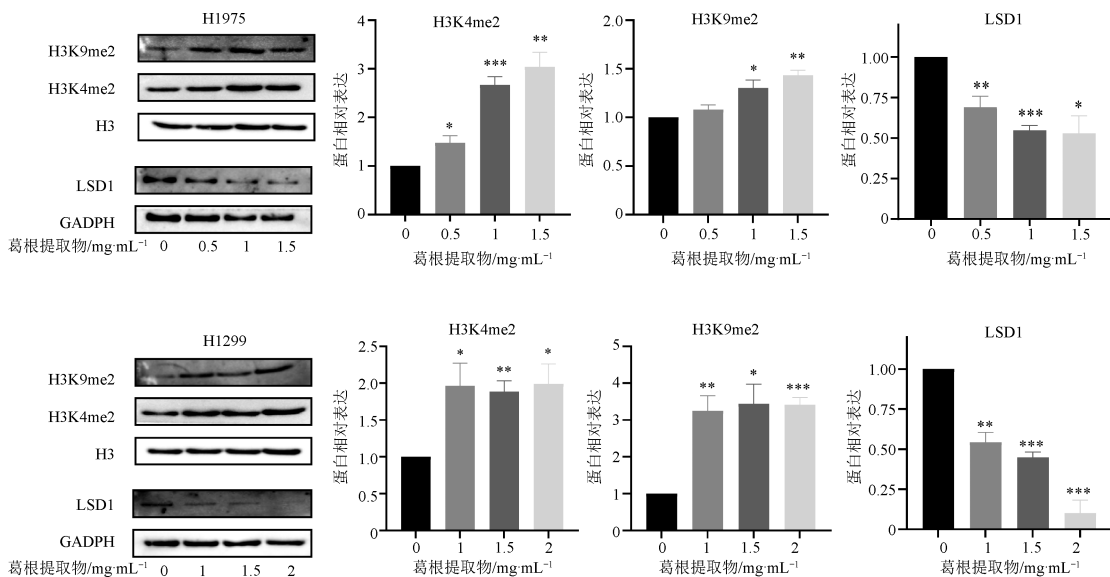 H1975
H3K9me2
H3K4me2
H3
LSD1
GADPH
葛根提取物/mg·mL⁻¹ 0 0.5 1 1.5
H3K4me2
蛋白相对表达
4
3
2
1
0
* *** **
0 0.5 1 1.5
葛根提取物/mg·mL⁻¹
H3K9me2
蛋白相对表达
2.0
1.5
1.0
0.5
0
* **
0 0.5 1 1.5
葛根提取物/mg·mL⁻¹
LSD1
蛋白相对表达
1.00
0.75
0.50
0.25
0
** *** *
0 0.5 1 1.5
葛根提取物/mg·mL⁻¹
H1299
H3K9me2
H3K4me2
H3
LSD1
GADPH
葛根提取物/mg·mL⁻¹ 0 1 1.5 2
H3K4me2
蛋白相对表达
2.5
2.0
1.5
1.0
0.5
0
* ** *
0 1 1.5 2
葛根提取物/mg·mL⁻¹
H3K9me2
蛋白相对表达
5
4
3
2
1
0
** * ***
0 1 1.5 2
葛根提取物/mg·mL⁻¹
LSD1
蛋白相对表达
1.00
0.75
0.50
0.25
0
** *** ***
0 1 1.5 2
葛根提取物/mg·mL⁻¹